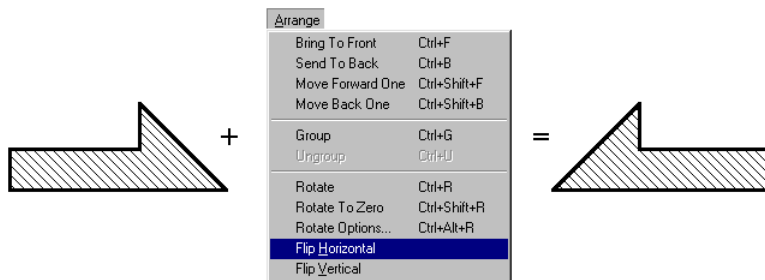 Arrange
Bring To Front Ctrl+F
Send To Back Ctrl+B
Move Forward One Ctrl+Shift+F
Move Back One Ctrl+Shift+B
+ Group Ctrl+G =
Ungroup Ctrl+U
Rotate Ctrl+R
Rotate To Zero Ctrl+Shift+R
Rotate Options... Ctrl+Alt+R
Flip Horizontal
Flip Vertical